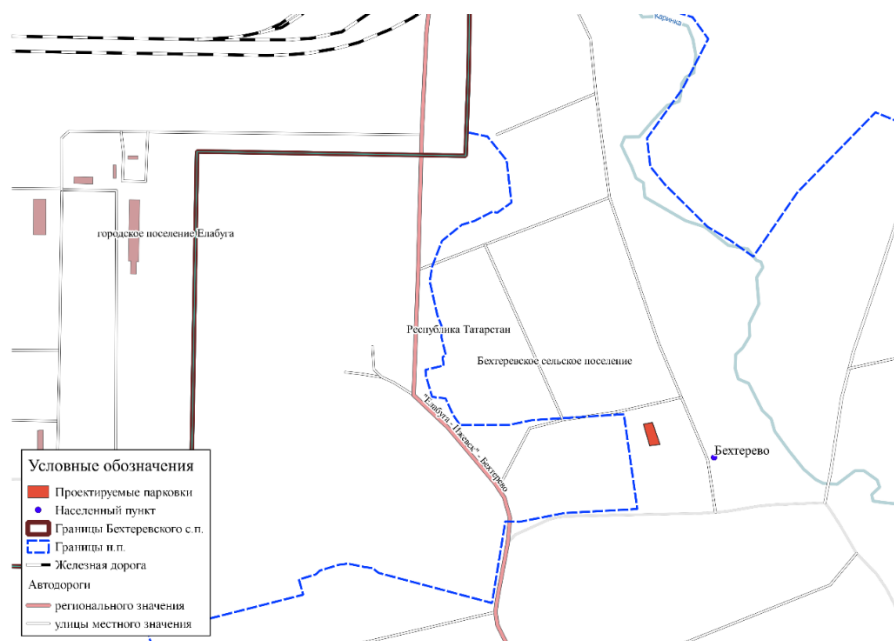 Карина
городское поселение Елабуга
Республика Татарстан
Бехтеревское сельское поселение
"Елабуга - Ижевск" - Бехтерево
Бехтерево
Условные обозначения
Проектируемые парковки
Населенный пункт
Границы Бехтеревского с.п.
Границы н.п.
Железная дорога
Автодороги
регионального значения
улицы местного значения